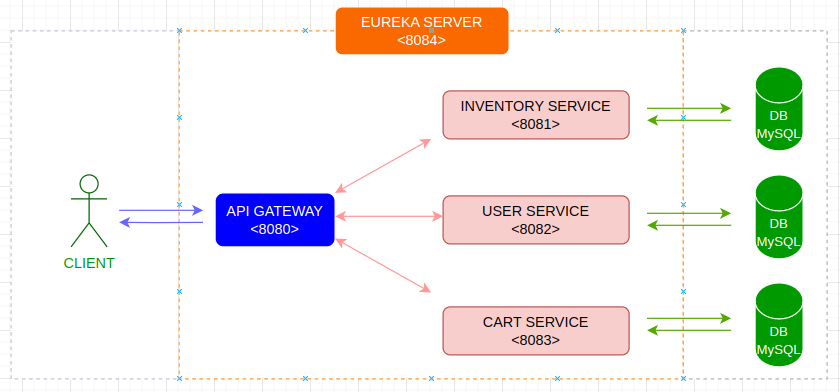 EUREKA SERVER
<8084>
INVENTORY SERVICE
<8081>
DB
MySQL
API GATEWAY
<8080>
USER SERVICE
<8082>
DB
MySQL
CLIENT
CART SERVICE
<8083>
DB
MySQL